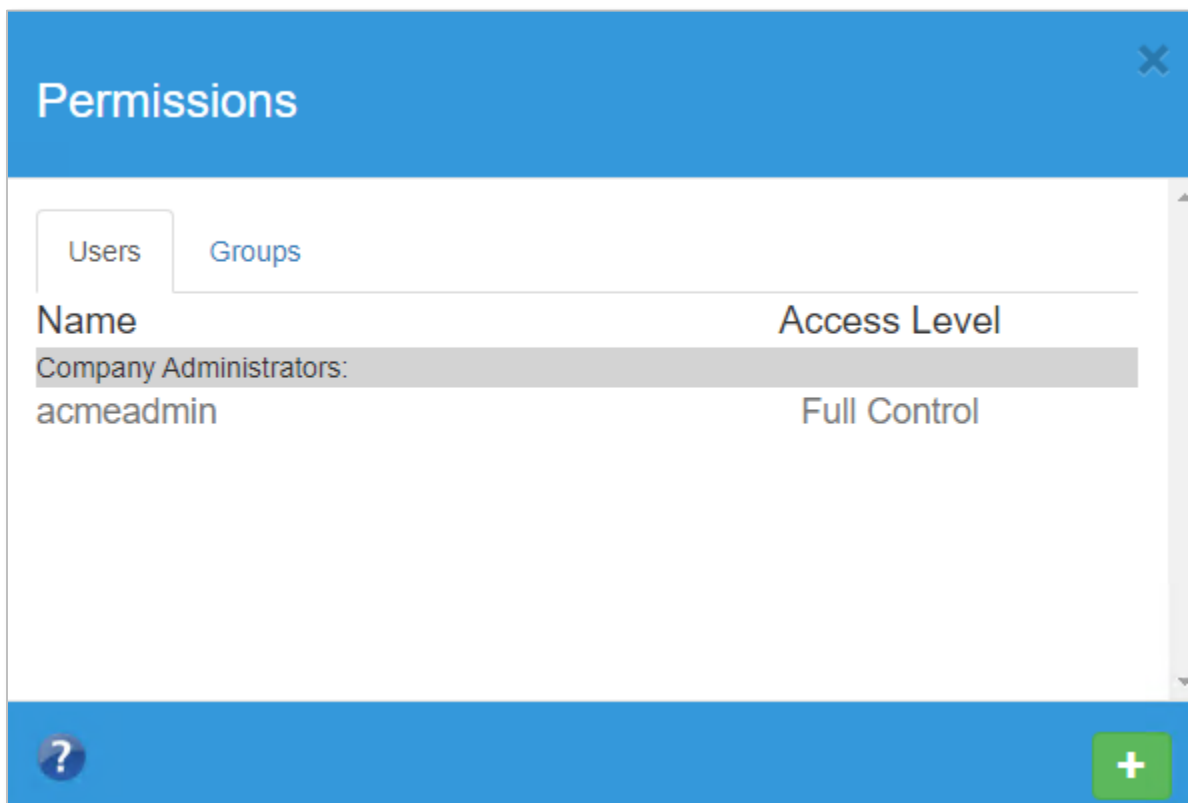 Permissions
×
Users Groups
Name Access Level
Company Administrators:
acmeadmin Full Control
?
+